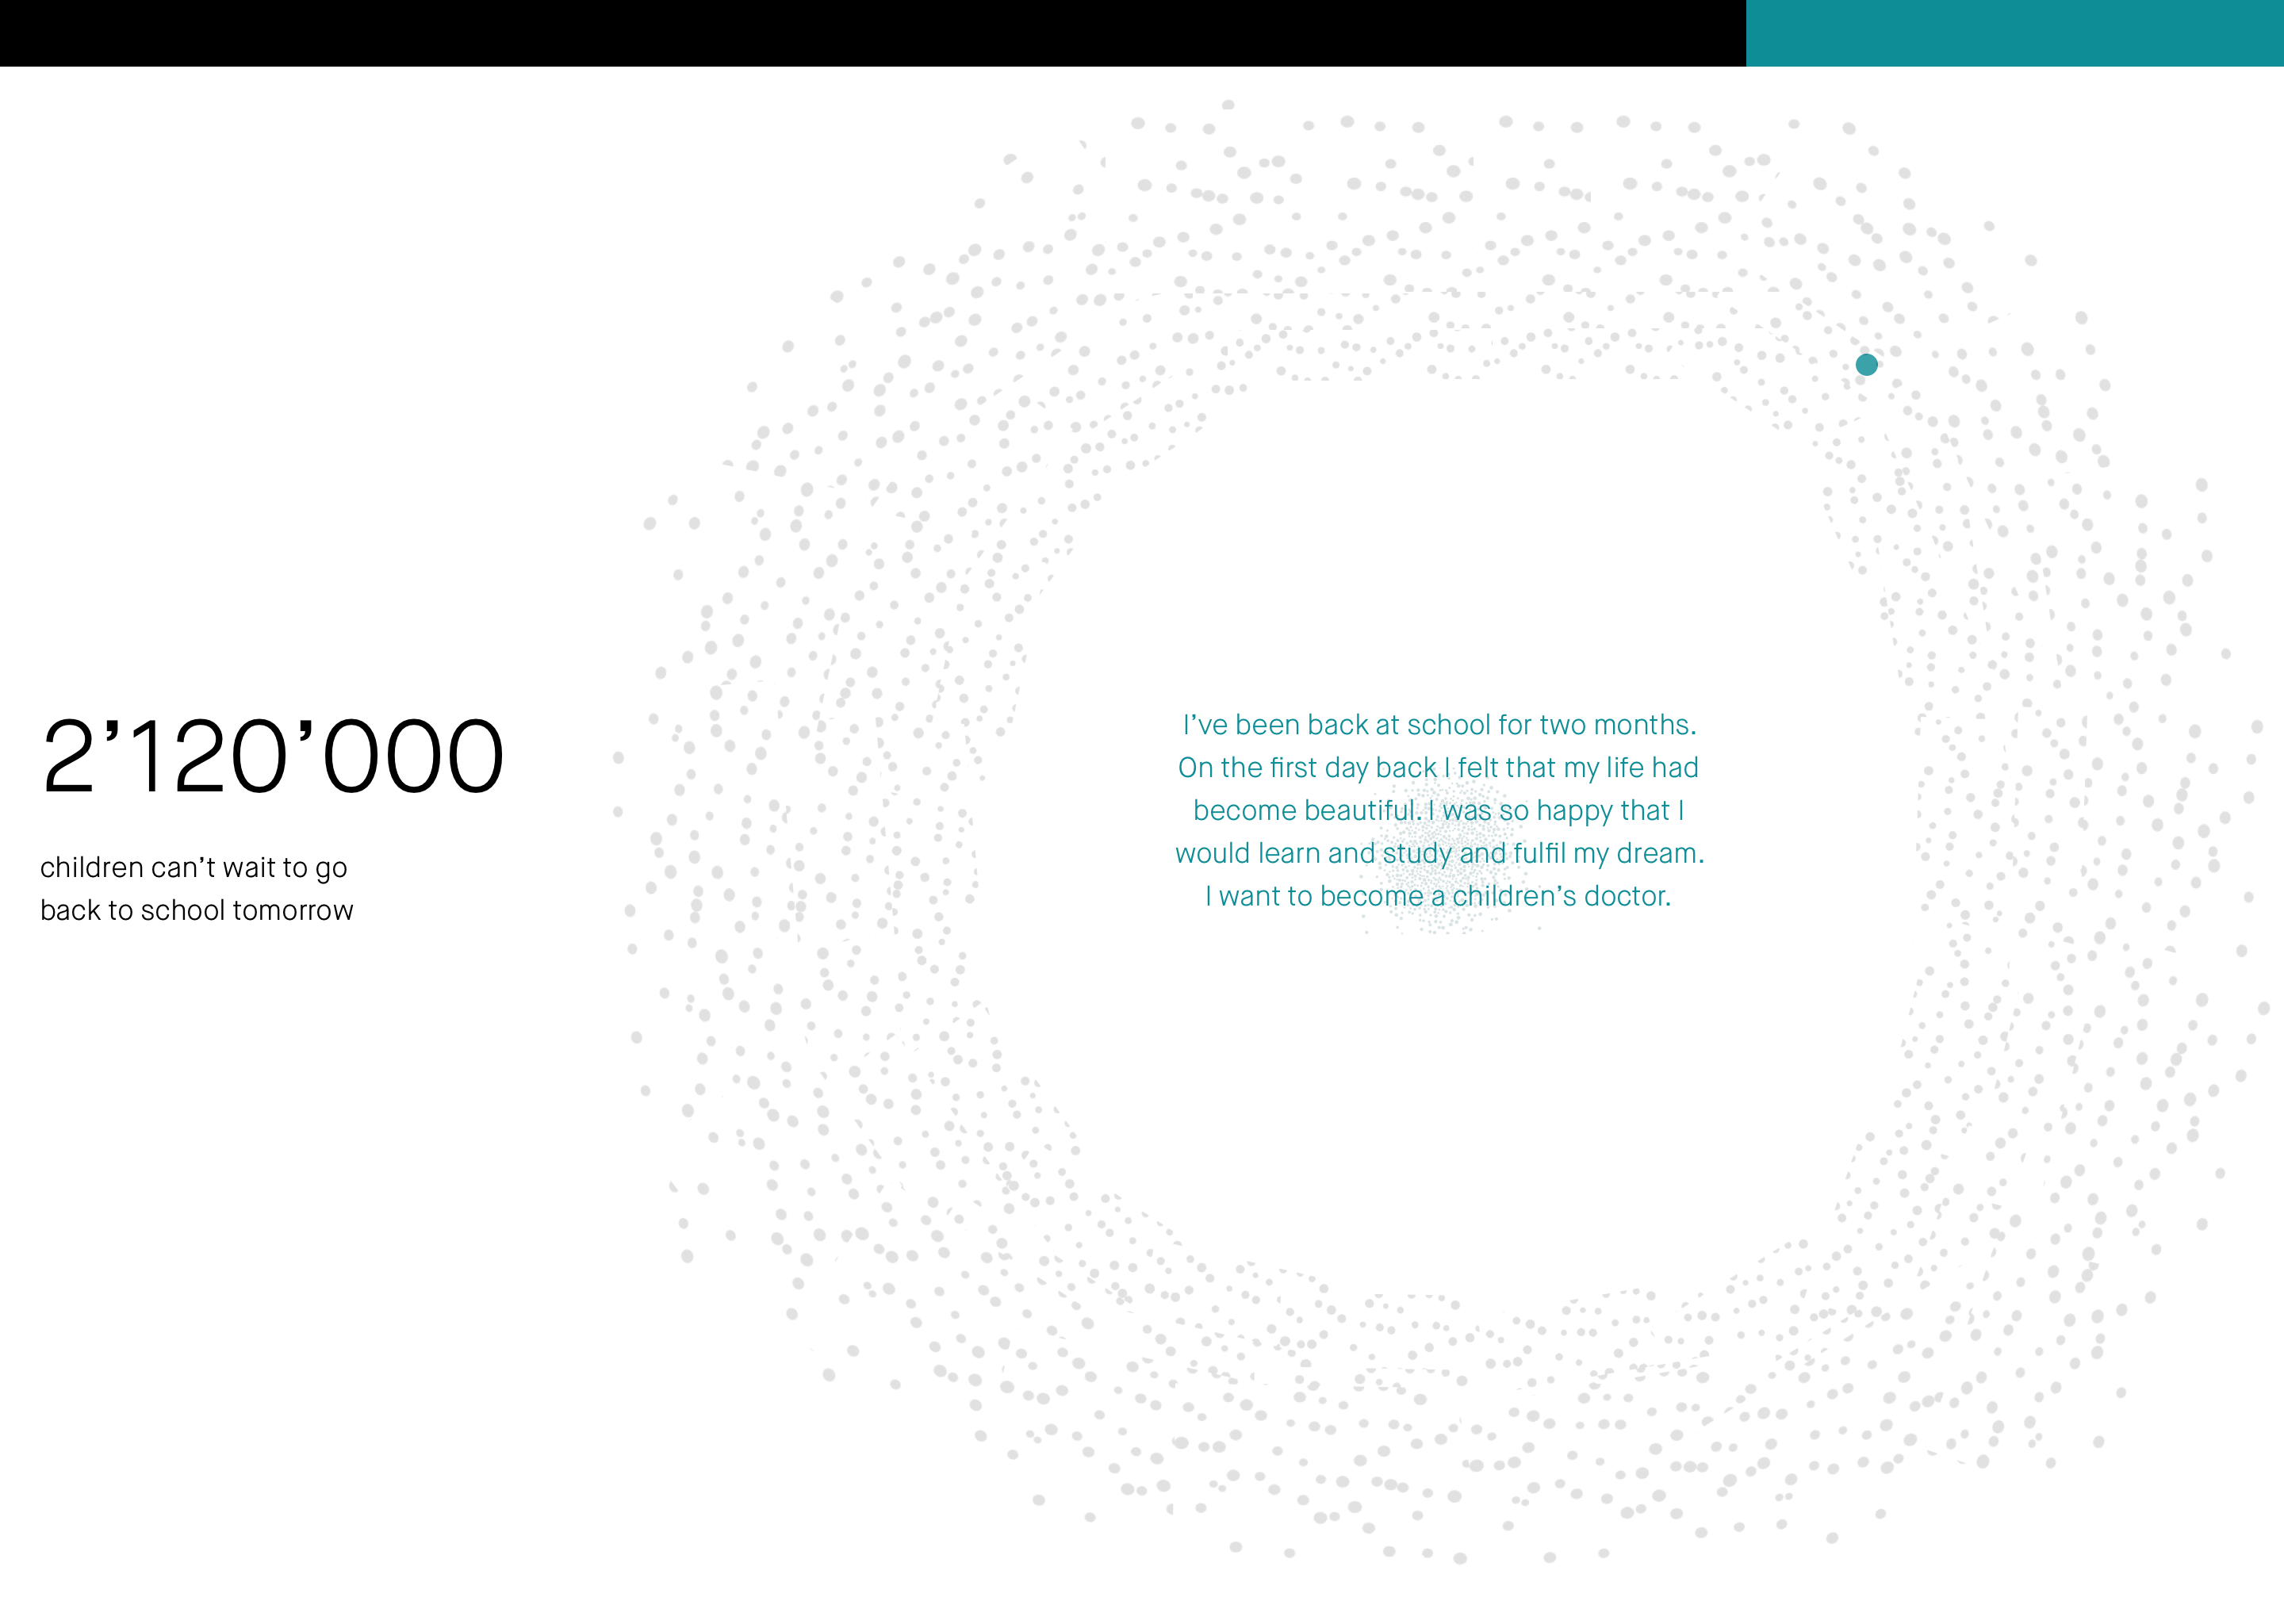 2’120’000
children can’t wait to go
back to school tomorrow
I’ve been back at school for two months.
On the first day back I felt that my life had
become beautiful. I was so happy that I
would learn and study and fulfil my dream.
I want to become a children’s doctor.